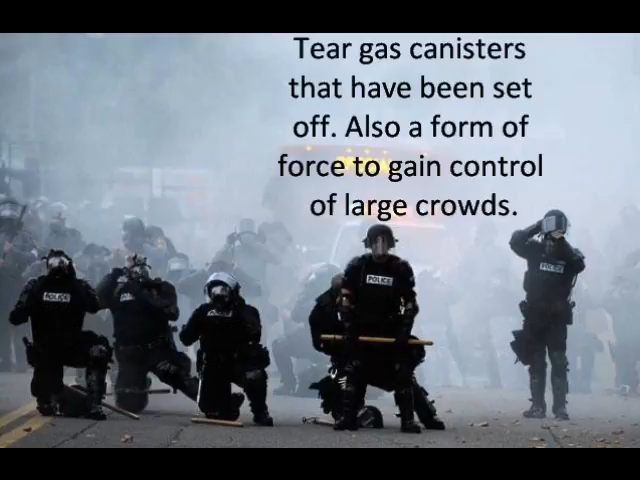 Tear gas canisters
that have been set
off. Also a form of
force to gain control
of large crowds.
POLICE
POLICE
POLICE